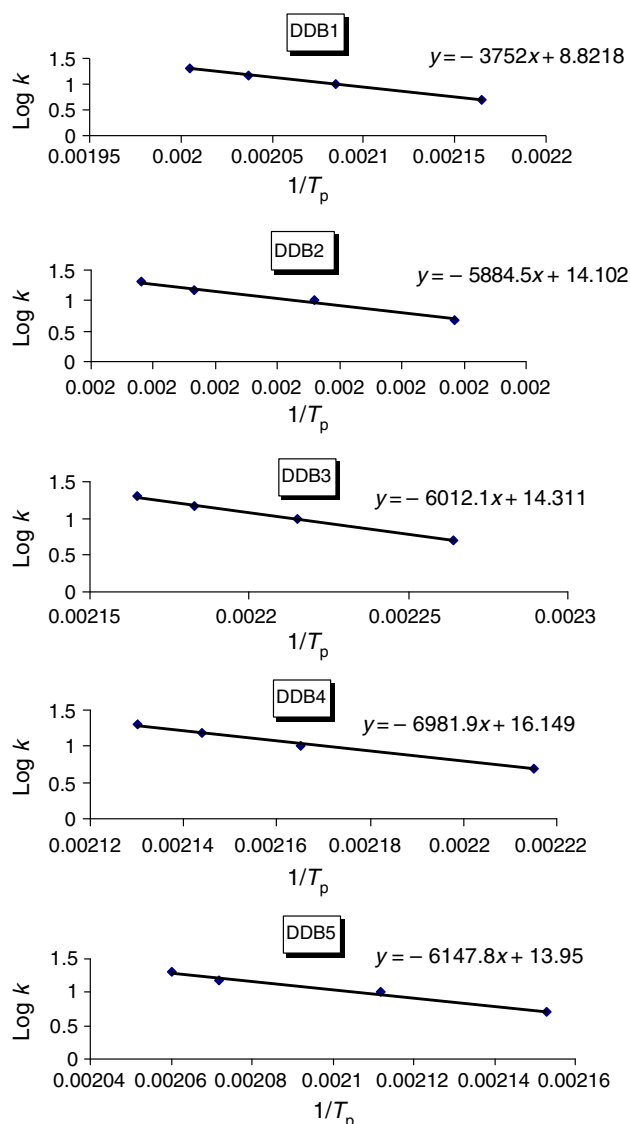 DDB1
y = – 3752x + 8.8218
Log k
1.5
1
0.5
0
0.00195 0.002 0.00205 0.0021 0.00215 0.0022
1/Tp
DDB2
y = – 5884.5x + 14.102
Log k
1.5
1
0.5
0
0.002 0.002 0.002 0.002 0.002 0.002 0.002 0.002
1/Tp
DDB3
y = – 6012.1x + 14.311
Log k
1.5
1
0.5
0
0.00215 0.0022 0.00225 0.0023
1/Tp
DDB4
y = – 6981.9x + 16.149
Log k
1.5
1
0.5
0
0.00212 0.00214 0.00216 0.00218 0.0022 0.00222
1/Tp
DDB5
y = – 6147.8x + 13.95
Log k
1.5
1
0.5
0
0.00204 0.00206 0.00208 0.0021 0.00212 0.00214 0.00216
1/Tp